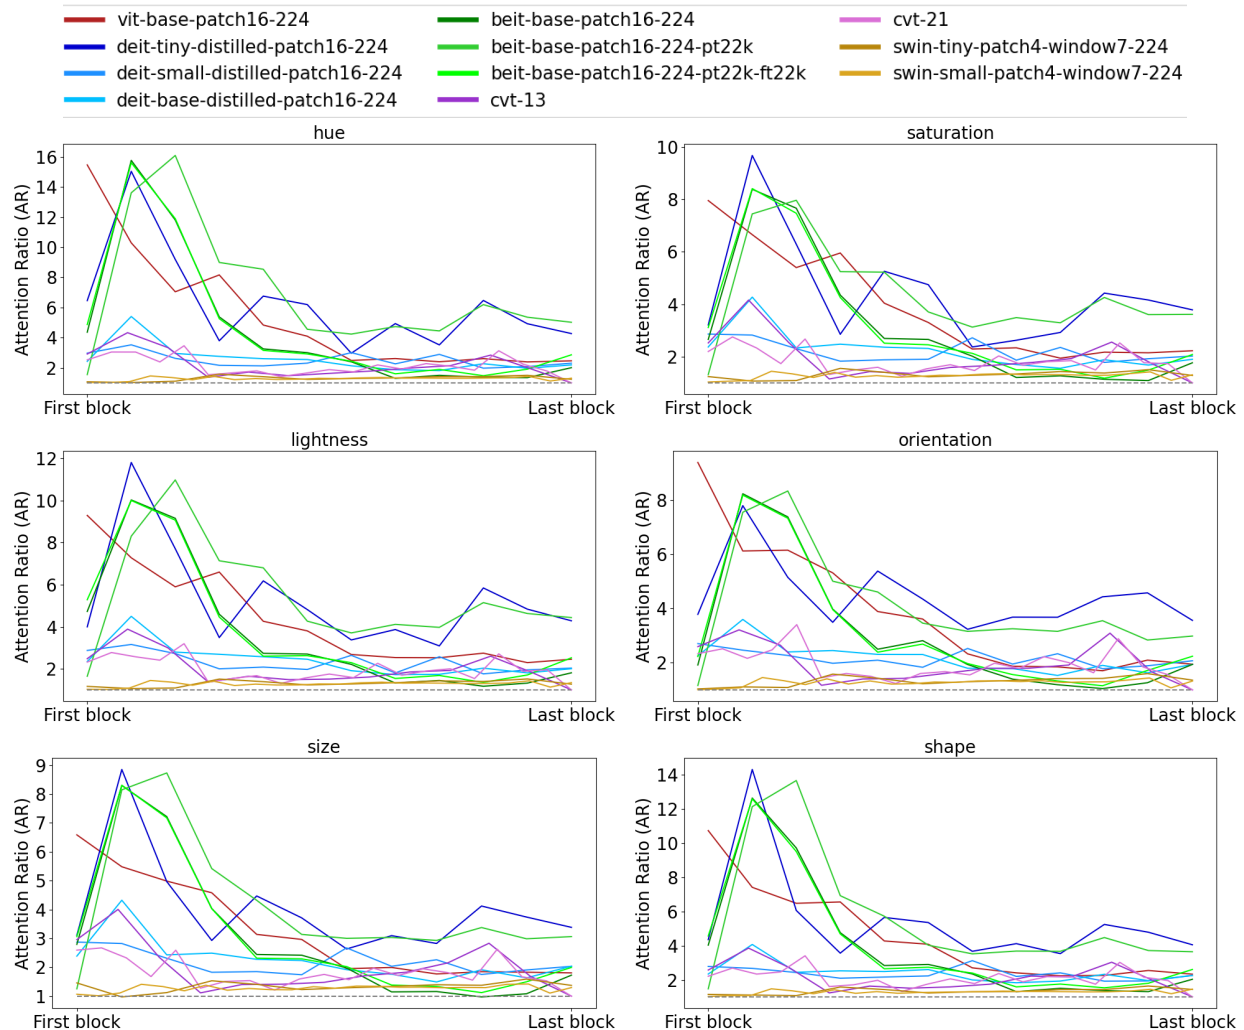 vit-base-patch16-224
deit-tiny-distilled-patch16-224
deit-small-distilled-patch16-224
deit-base-distilled-patch16-224
beit-base-patch16-224
beit-base-patch16-224-pt22k
beit-base-patch16-224-pt22k-ft22k
cvt-13
cvt-21
swin-tiny-patch4-window7-224
swin-small-patch4-window7-224
hue
Attention Ratio (AR)
16
14
12
10
8
6
4
2
First block
Last block
saturation
Attention Ratio (AR)
10
8
6
4
2
First block
Last block
lightness
Attention Ratio (AR)
12
10
8
6
4
2
First block
Last block
orientation
Attention Ratio (AR)
8
6
4
2
First block
Last block
size
Attention Ratio (AR)
9
8
7
6
5
4
3
2
1
First block
Last block
shape
Attention Ratio (AR)
14
12
10
8
6
4
2
First block
Last block